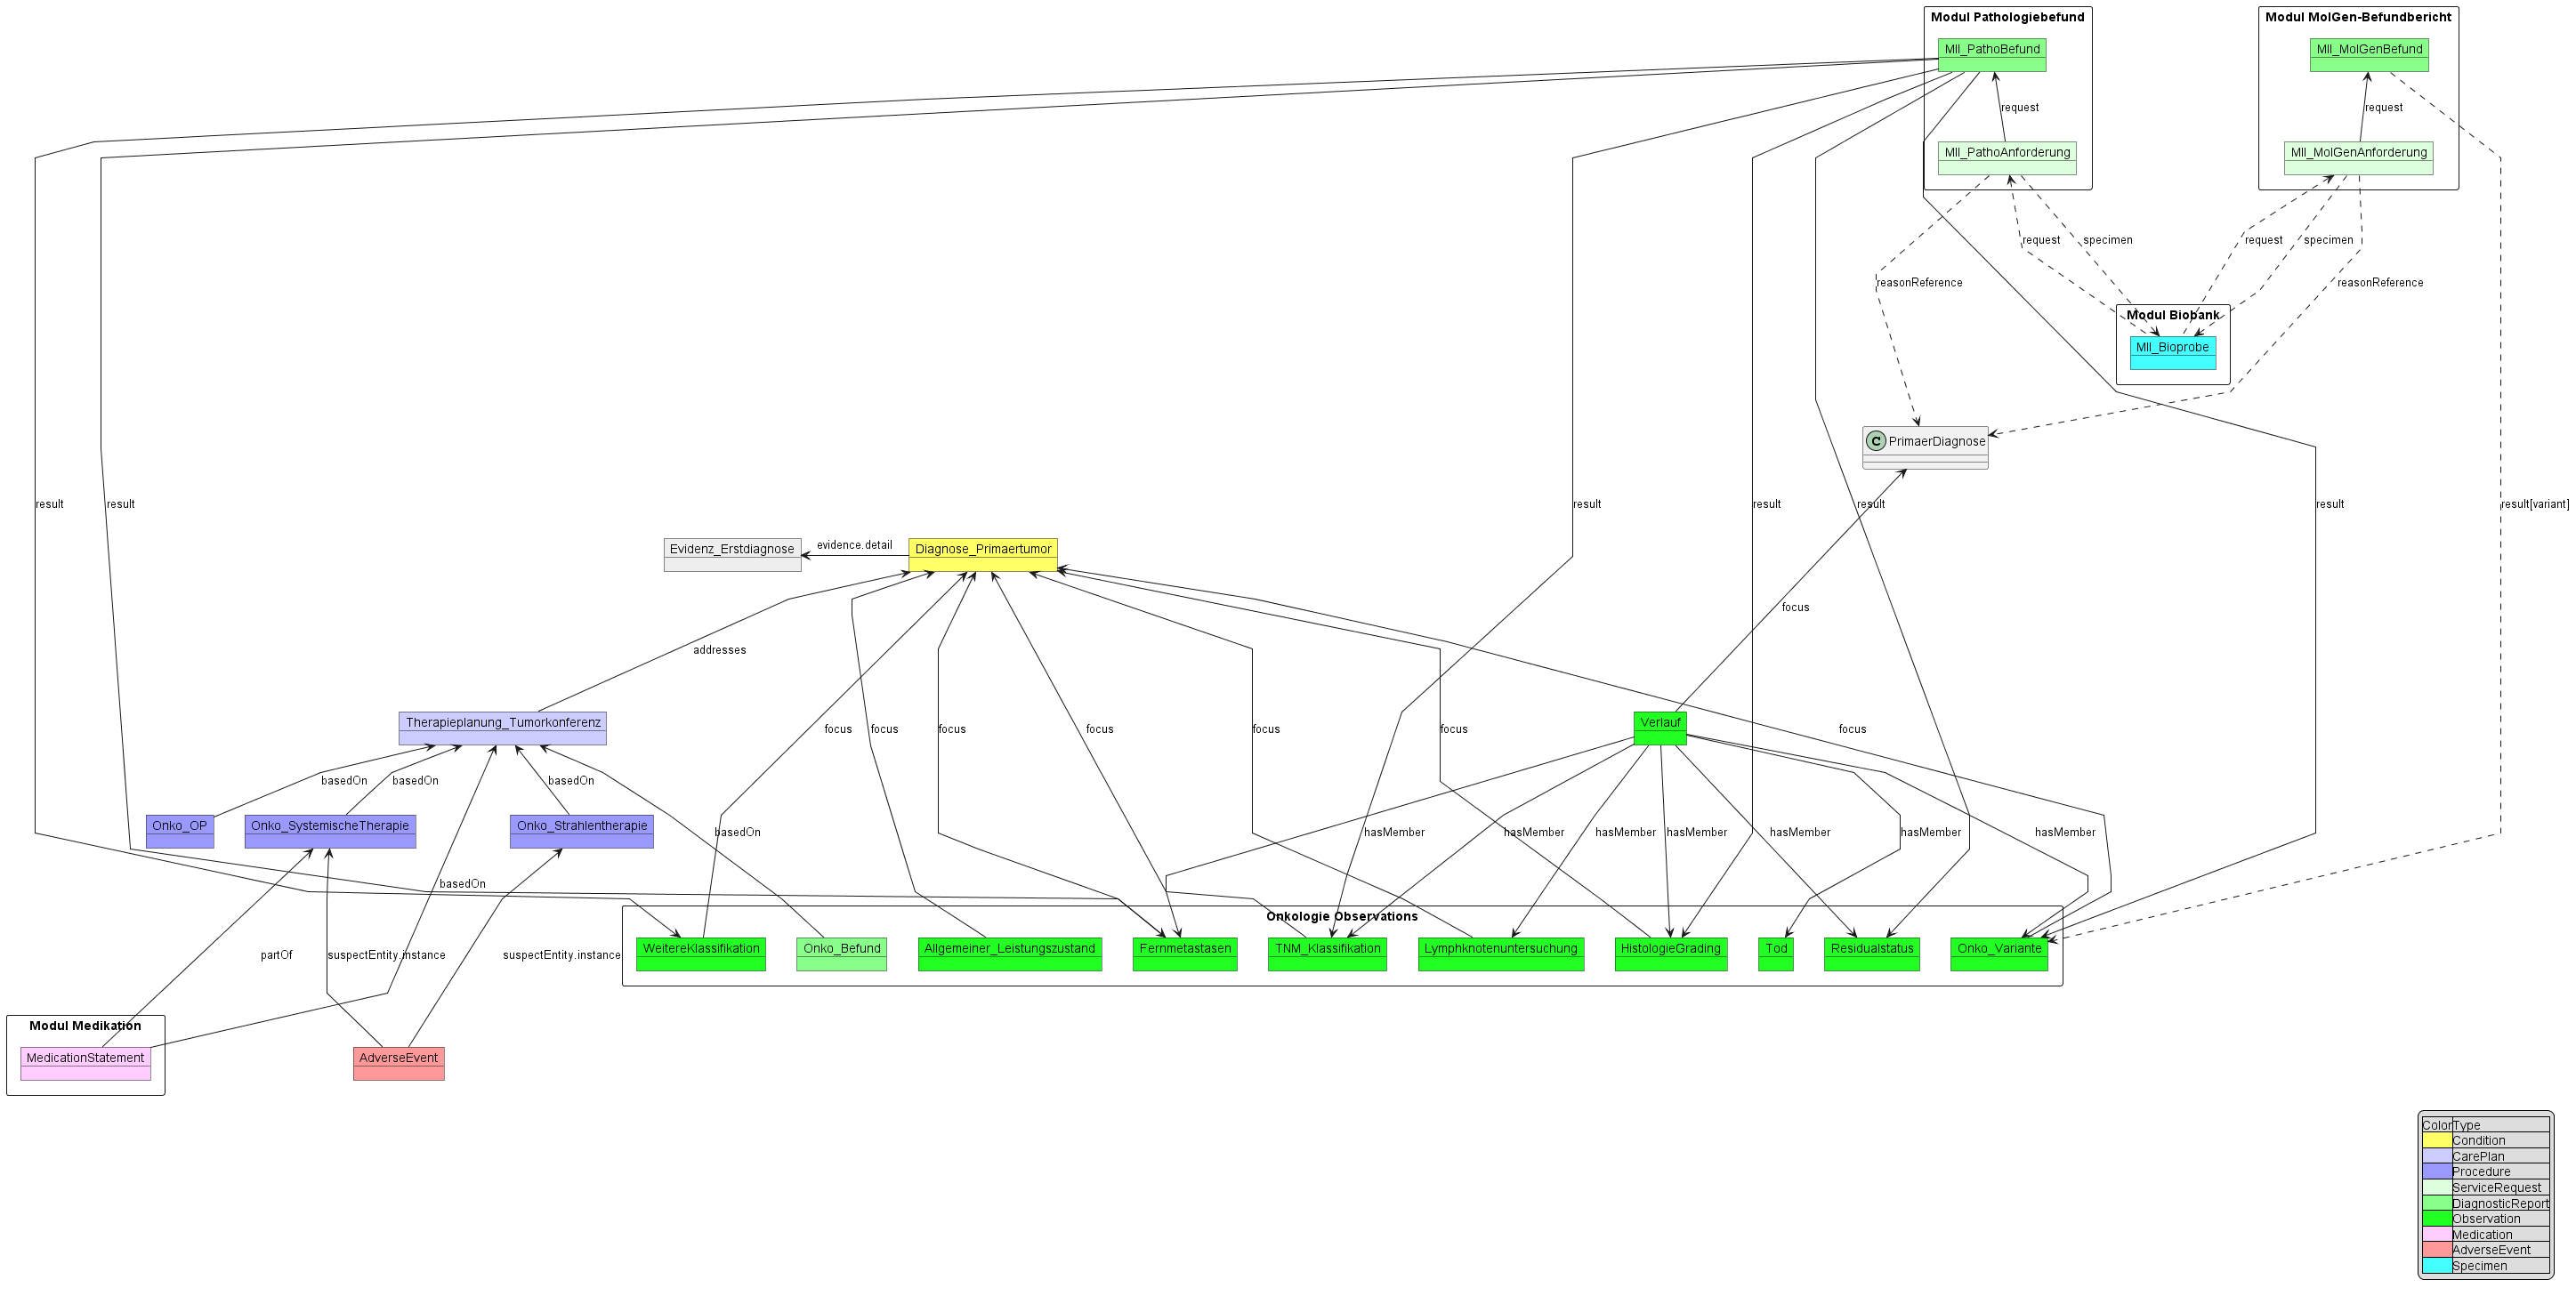 Modul Pathologiebefund
Modul MolGen-Befundbericht
MII_PathoBefund
MII_MolGenBefund
request
request
MII_PathoAnforderung
MII_MolGenAnforderung
request
specimen
request
specimen
reasonReference
reasonReference
Modul Biobank
MII_Bioprobe
C PrimaerDiagnose
result
result
result
result
result
result
result[variant]
Evidenz_Erstdiagnose
evidence.detail
Diagnose_Primaertumor
focus
addresses
Therapieplanung_Tumorkonferenz
focus
focus
focus
focus
focus
focus
Verlauf
focus
basedOn
basedOn
basedOn
Onko_OP
Onko_SystemischeTherapie
Onko_Strahlentherapie
basedOn
hasMember
hasMember
hasMember
hasMember
hasMember
hasMember
hasMember
basedOn
Onkologie Observations
WeitereKlassifikation
Onko_Befund
Allgemeiner_Leistungszustand
Fernmetastasen
TNM_Klassifikation
Lymphknotenuntersuchung
HistologieGrading
Tod
Residualstatus
Onko_Variante
partOf
suspectEntity.instance
suspectEntity.instance
Modul Medikation
MedicationStatement
AdverseEvent
Color Type
Condition
CarePlan
Procedure
ServiceRequest
DiagnosticReport
Observation
Medication
AdverseEvent
Specimen